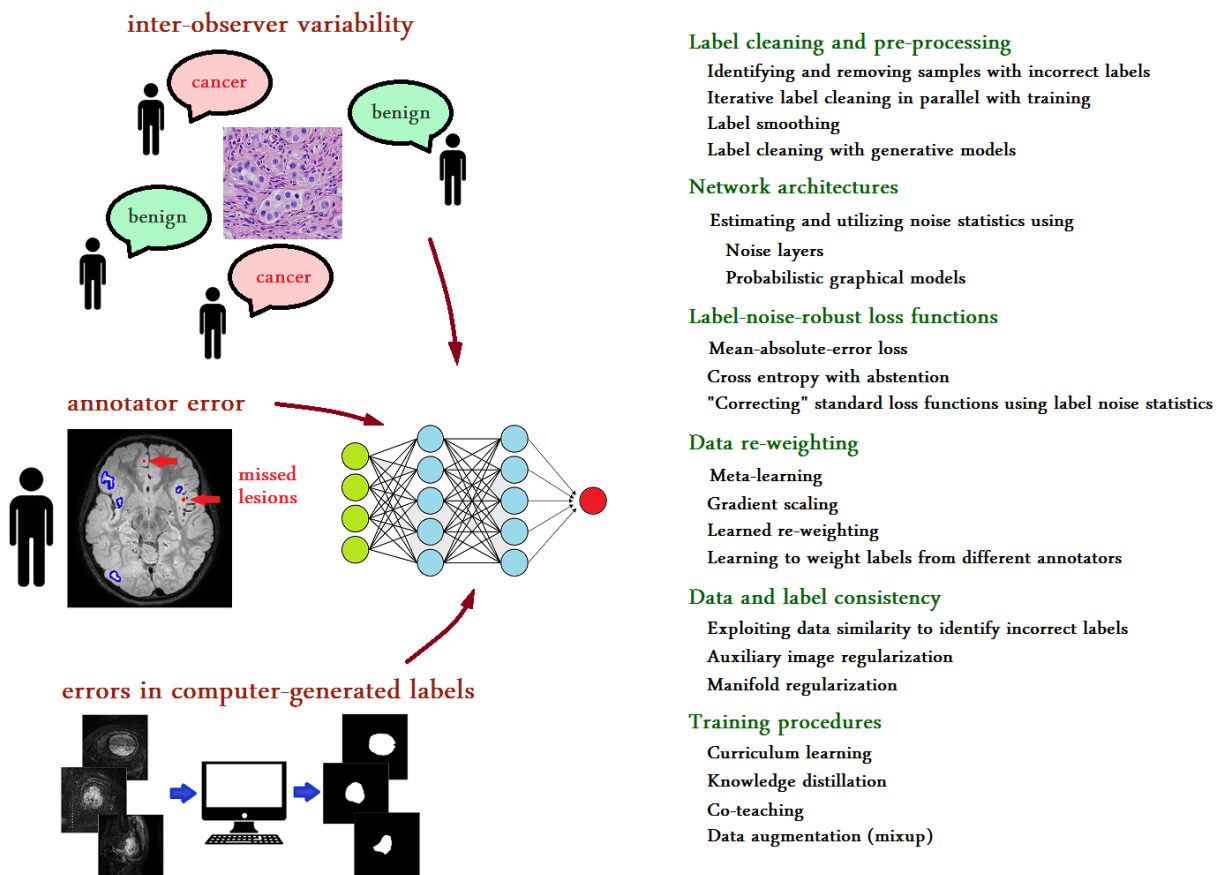 inter-observer variability
cancer
benign
benign
cancer
annotator error
missed
lesions
errors in computer-generated labels
Label cleaning and pre-processing
Identifying and removing samples with incorrect labels
Iterative label cleaning in parallel with training
Label smoothing
Label cleaning with generative models
Network architectures
Estimating and utilizing noise statistics using
Noise layers
Probabilistic graphical models
Label-noise-robust loss functions
Mean-absolute-error loss
Cross entropy with abstention
"Correcting" standard loss functions using label noise statistics
Data re-weighting
Meta-learning
Gradient scaling
Learned re-weighting
Learning to weight labels from different annotators
Data and label consistency
Exploiting data similarity to identify incorrect labels
Auxiliary image regularization
Manifold regularization
Training procedures
Curriculum learning
Knowledge distillation
Co-teaching
Data augmentation (mixup)